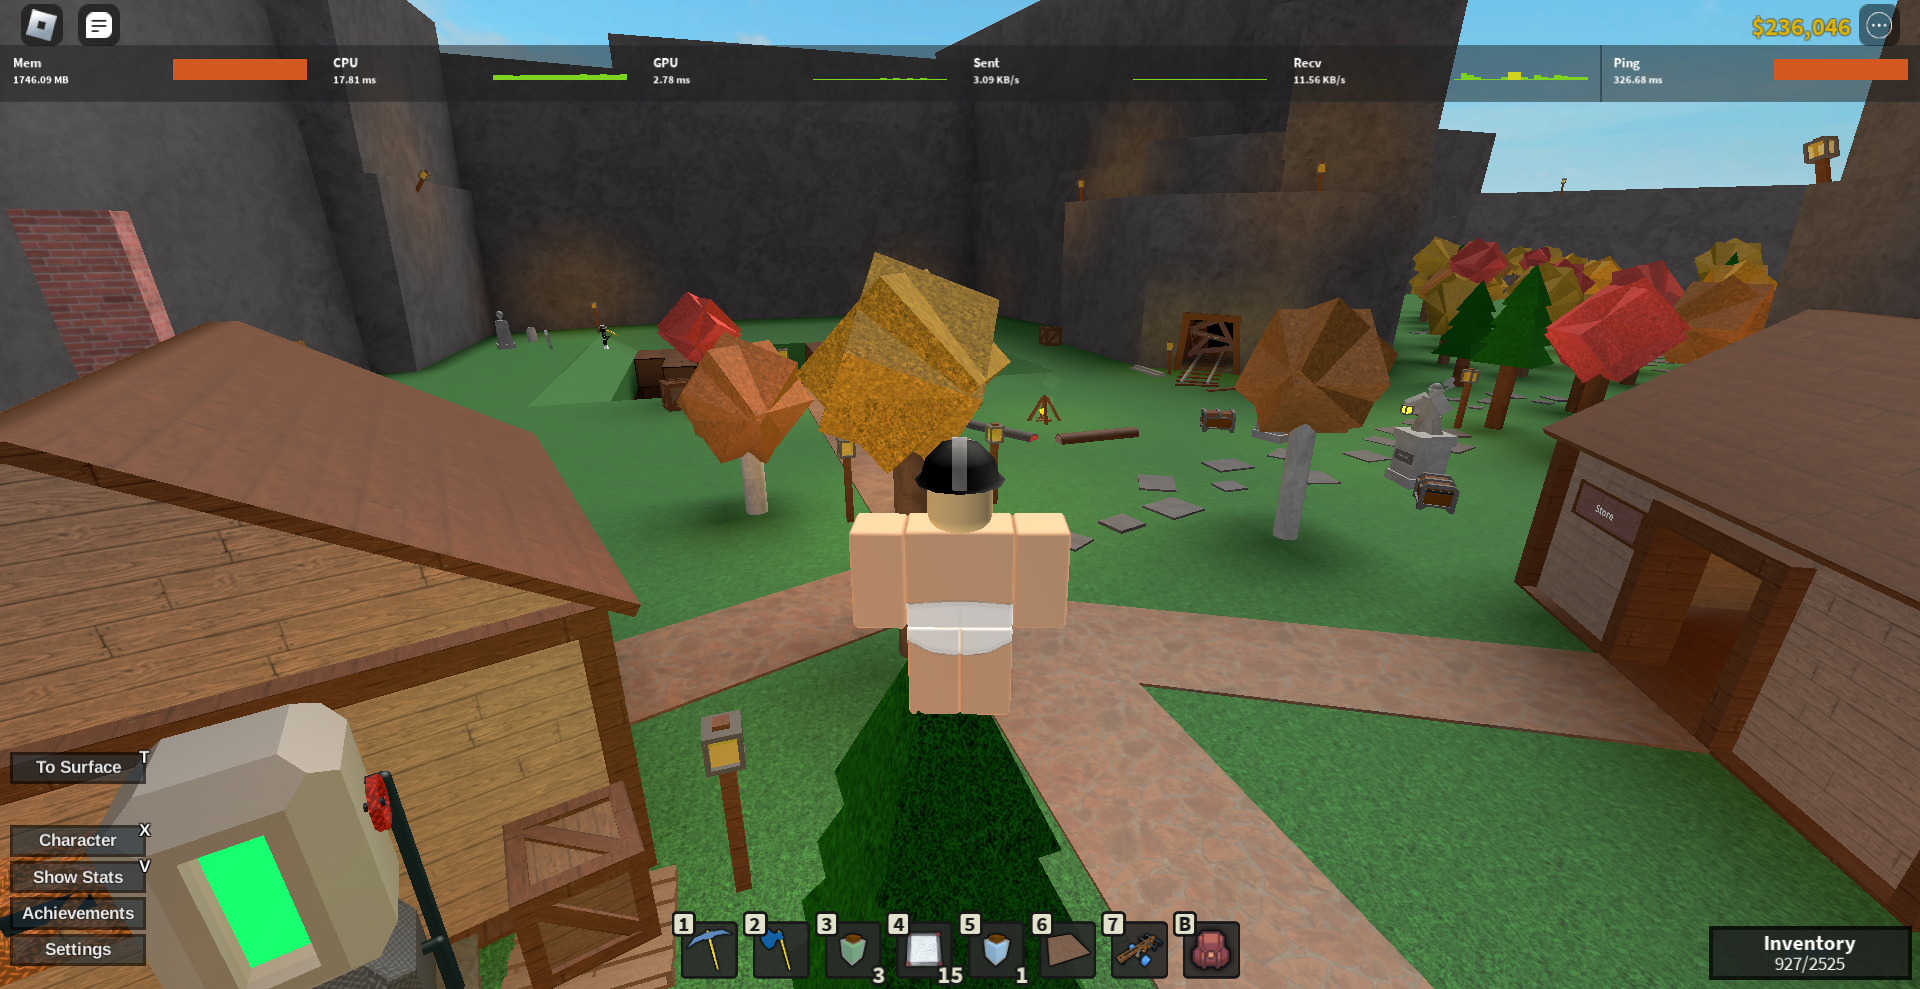 $236,046
Mem
1746.09 MB
CPU
17.81 ms
GPU
2.78 ms
Sent
3.09 KB/s
Recv
11.56 KB/s
Ping
326.68 ms
Store
To Surface
T
Character
X
Show Stats
V
Achievements
Settings
1 2 3 4 5 6 7 B
3 15 1
Inventory
927/2525